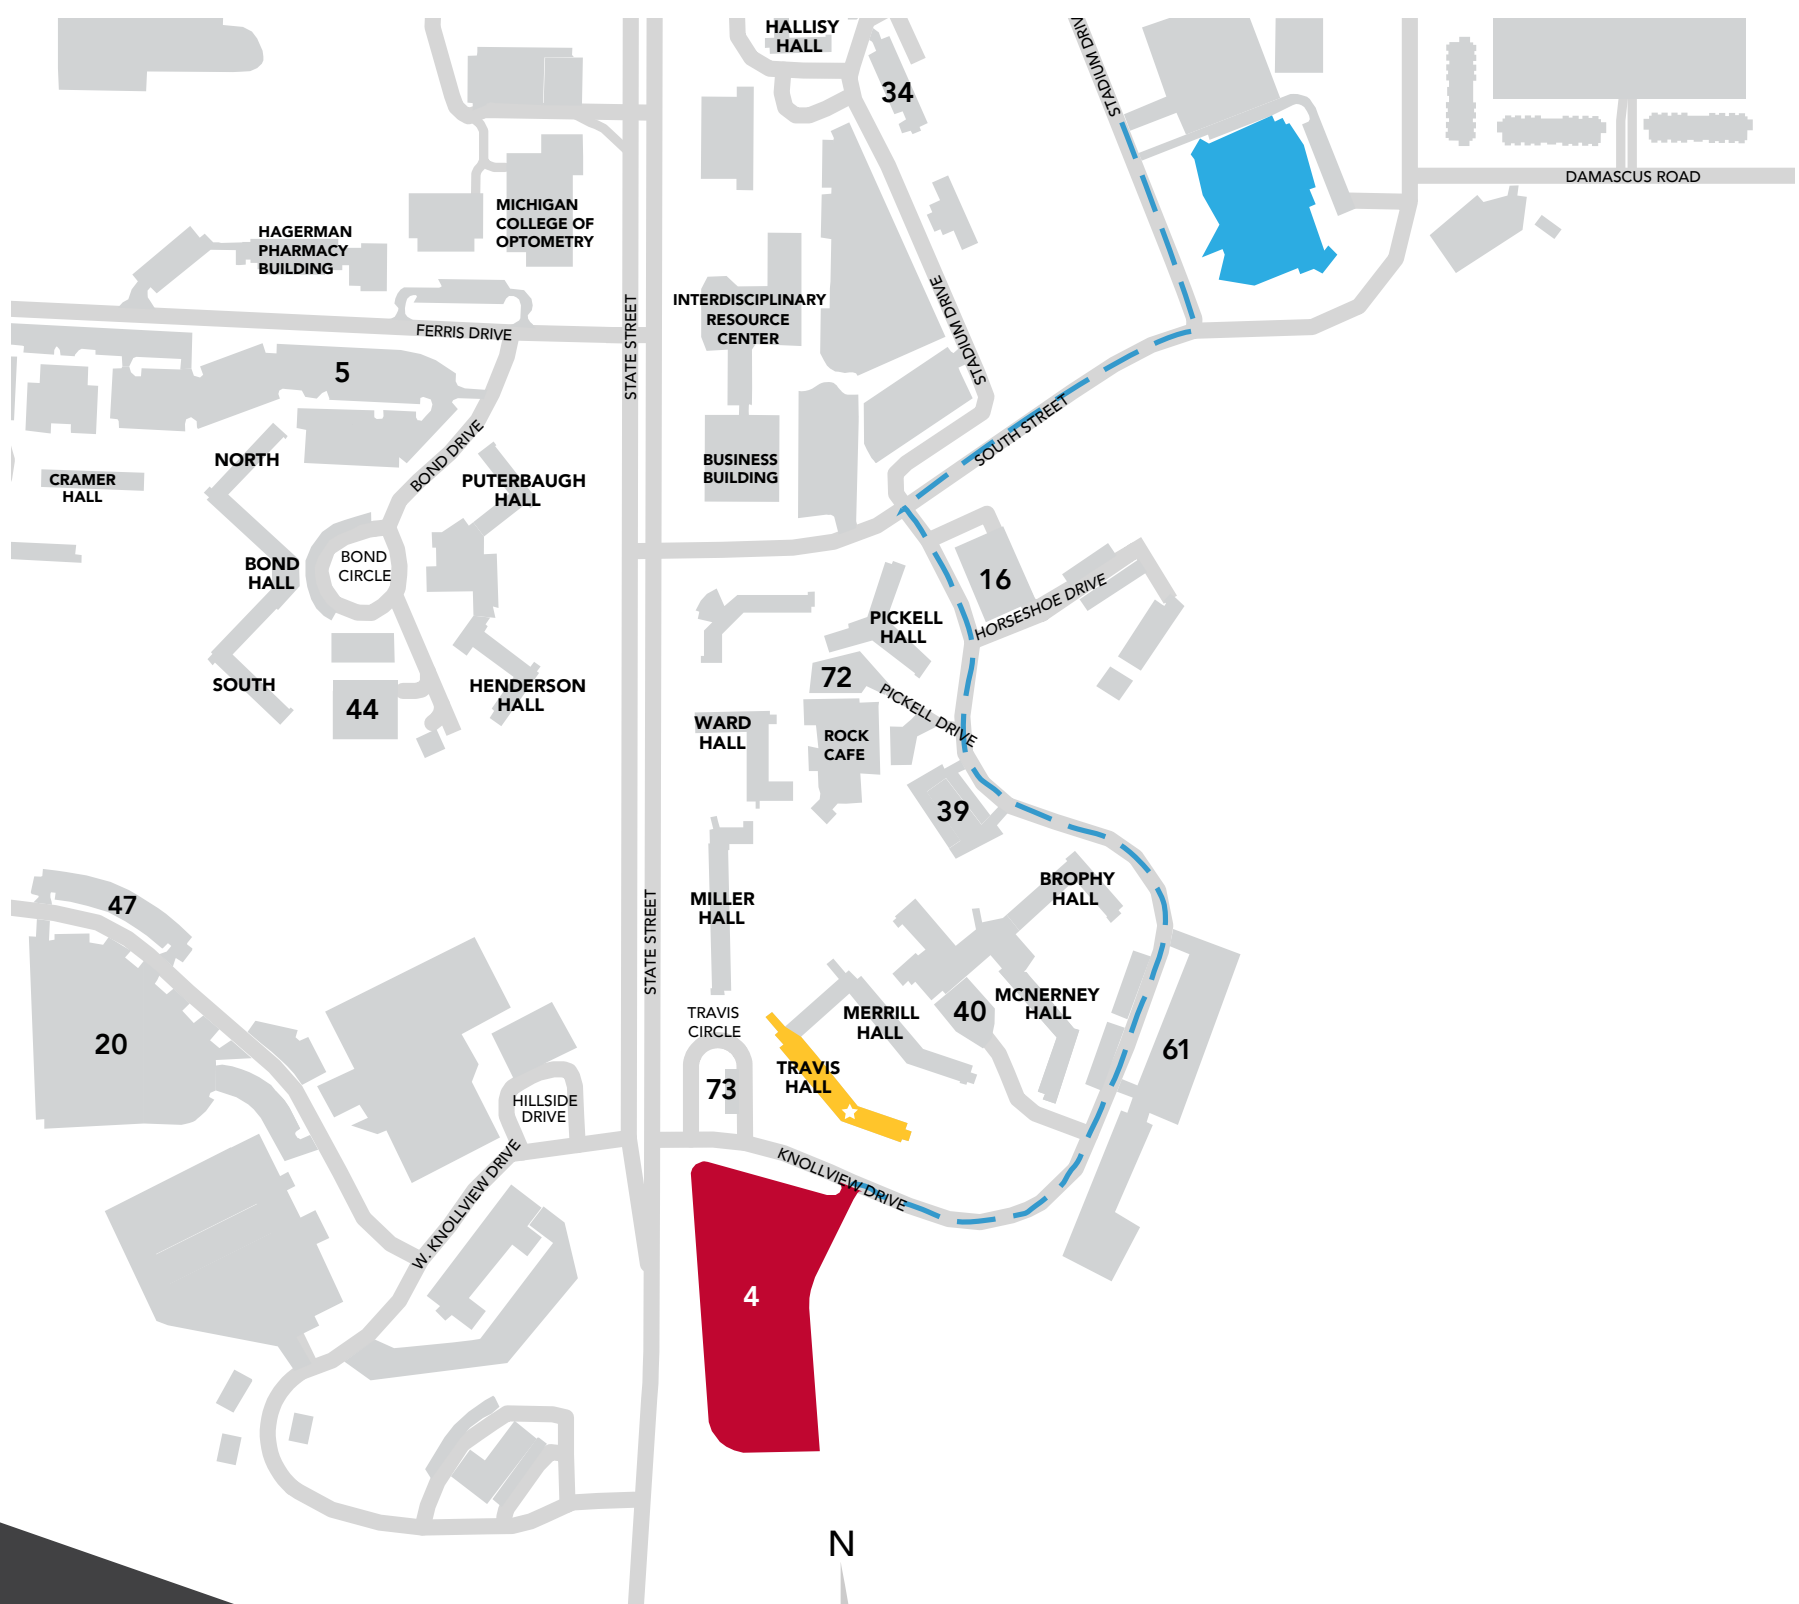 HALLISY
HALL
STADIUM DRIV
34
DAMASCUS ROAD
MICHIGAN
COLLEGE OF
OPTOMETRY
HAGERMAN
PHARMACY
BUILDING
INTERDISCIPLINARY
RESOURCE
CENTER
STATE STREET
STADIUM DRIVE
FERRIS DRIVE
5
SOUTH STREET
BOND DRIVE
NORTH
CRAMER
HALL
PUTERBAUGH
HALL
BUSINESS
BUILDING
BOND
HALL
BOND
CIRCLE
16
HORSESHOE DRIVE
PICKELL
HALL
72
PICKELL DRIVE
SOUTH
44
HENDERSON
HALL
WARD
HALL
ROCK
CAFE
39
BROPHY
HALL
47
MILLER
HALL
STATE STREET
MCNERNEY
HALL
40
MERRILL
HALL
TRAVIS
CIRCLE
20
61
TRAVIS
HALL
73
HILLSIDE
DRIVE
KNOLLVIEW DRIVE
W. KNOLLVIEW DRIVE
4
N